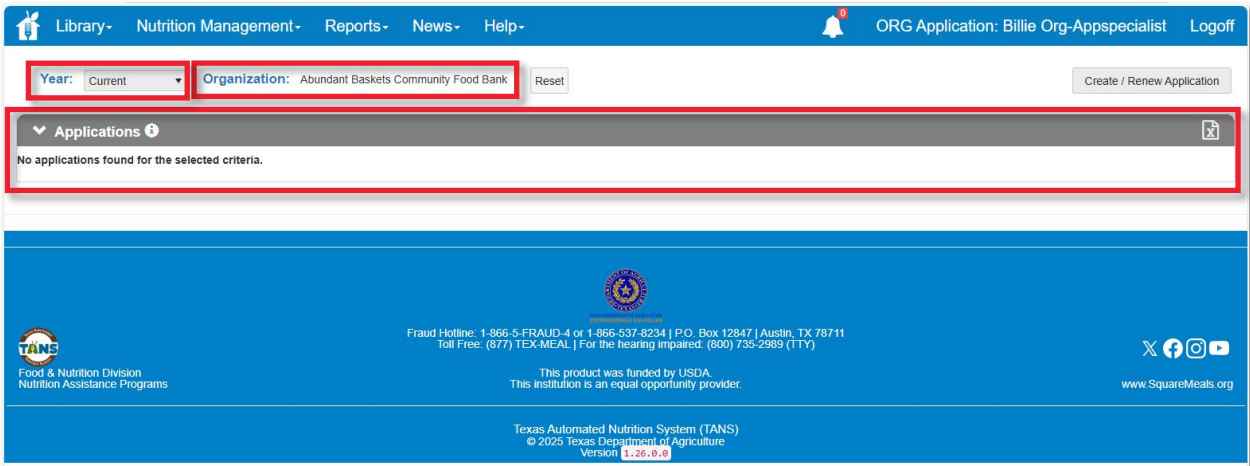 Library Nutrition Management Reports News Help 0 ORG Application: Billie Org-Appspecialist Logoff
Year: Current Organization: Abundant Baskets Community Food Bank Reset Create / Renew Application
Applications
No applications found for the selected criteria.
Fraud Hotline: 1-866-5-FRAUD-4 or 1-866-537-8234 | P.O. Box 12847 | Austin, TX 78711
Toll Free: (877) TEX-MEAL | For the hearing impaired: (800) 735-2989 (TTY)
TANS
Food & Nutrition Division
Nutrition Assistance Programs
This product was funded by USDA.
This institution is an equal opportunity provider.
www.SquareMeals.org
Texas Automated Nutrition System (TANS)
© 2025 Texas Department of Agriculture
Version 1.26.0.0